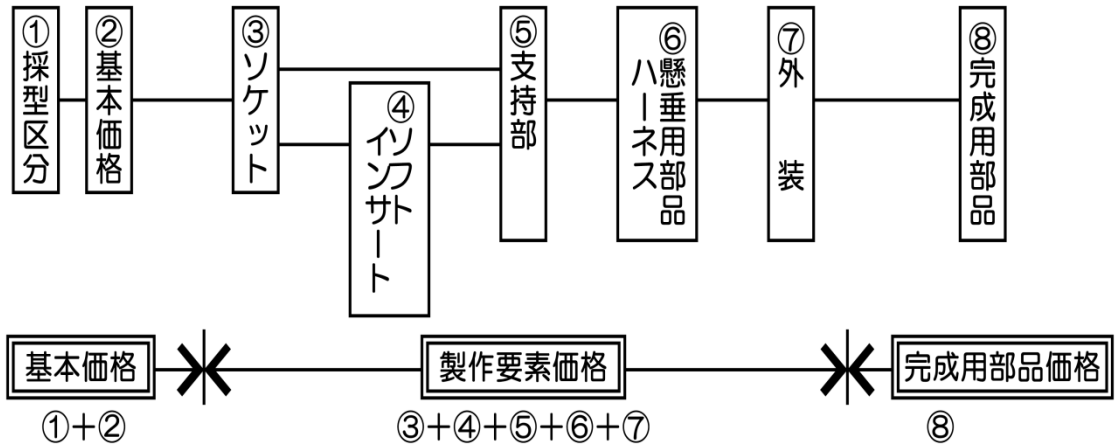 ①採型区分
②基本価格
③ソケット
④ソフト
インサート
⑤支持部
⑥懸垂用部品
ハーネス
⑦外装
⑧完成用部品
基本価格
製作要素価格
完成用部品価格
①+②
③+④+⑤+⑥+⑦
⑧